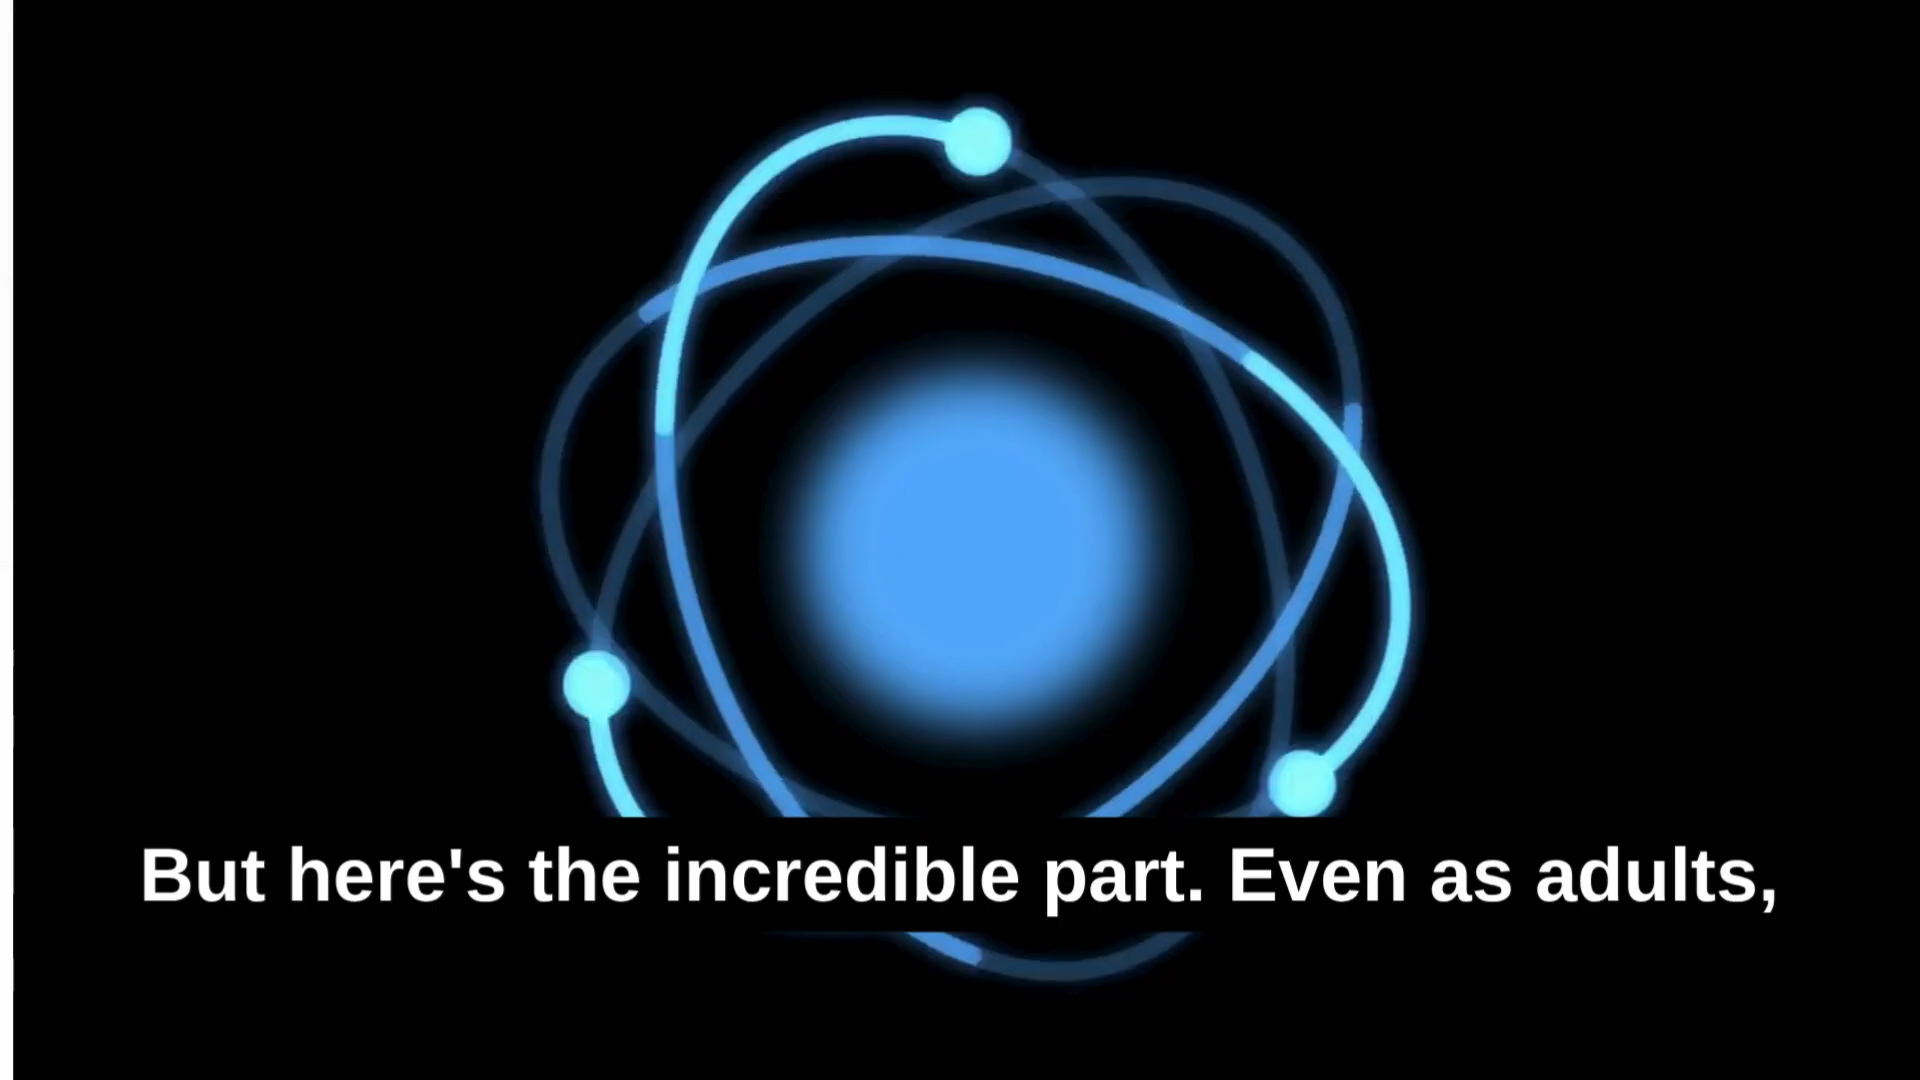 But here's the incredible part. Even as adults,